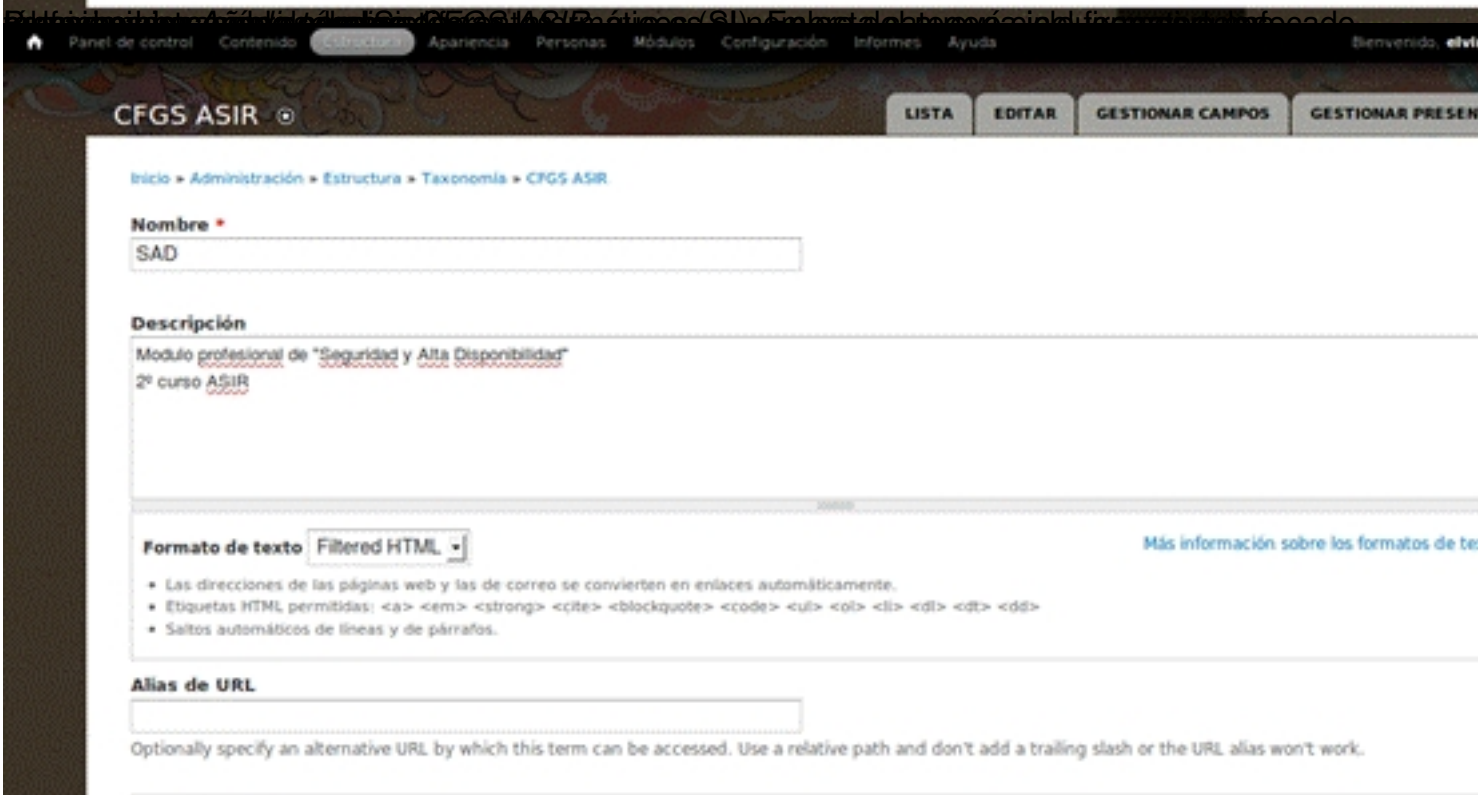 Panel de control Contenido Estructura Apariencia Personas Módulos Configuración Informes Ayuda Bienvenido, elvi
CFGS ASIR
LISTA EDITAR GESTIONAR CAMPOS GESTIONAR PRESEN
Inicio » Administración » Estructura » Taxonomía » CFGS ASIR
Nombre *
SAD
Descripción
Modulo profesional de "Seguridad y Alta Disponibilidad"
2º curso ASIR
Formato de texto Filtered HTML
Más información sobre los formatos de te
• Las direcciones de las páginas web y las de correo se convierten en enlaces automáticamente.
• Etiquetas HTML permitidas: <a> <em> <strong> <cite> <blockquote> <code> <ul> <ol> <li> <dl> <dt> <dd>
• Saltos automáticos de líneas y de párrafos.
Alias de URL
Optionally specify an alternative URL by which this term can be accessed. Use a relative path and don't add a trailing slash or the URL alias won't work.